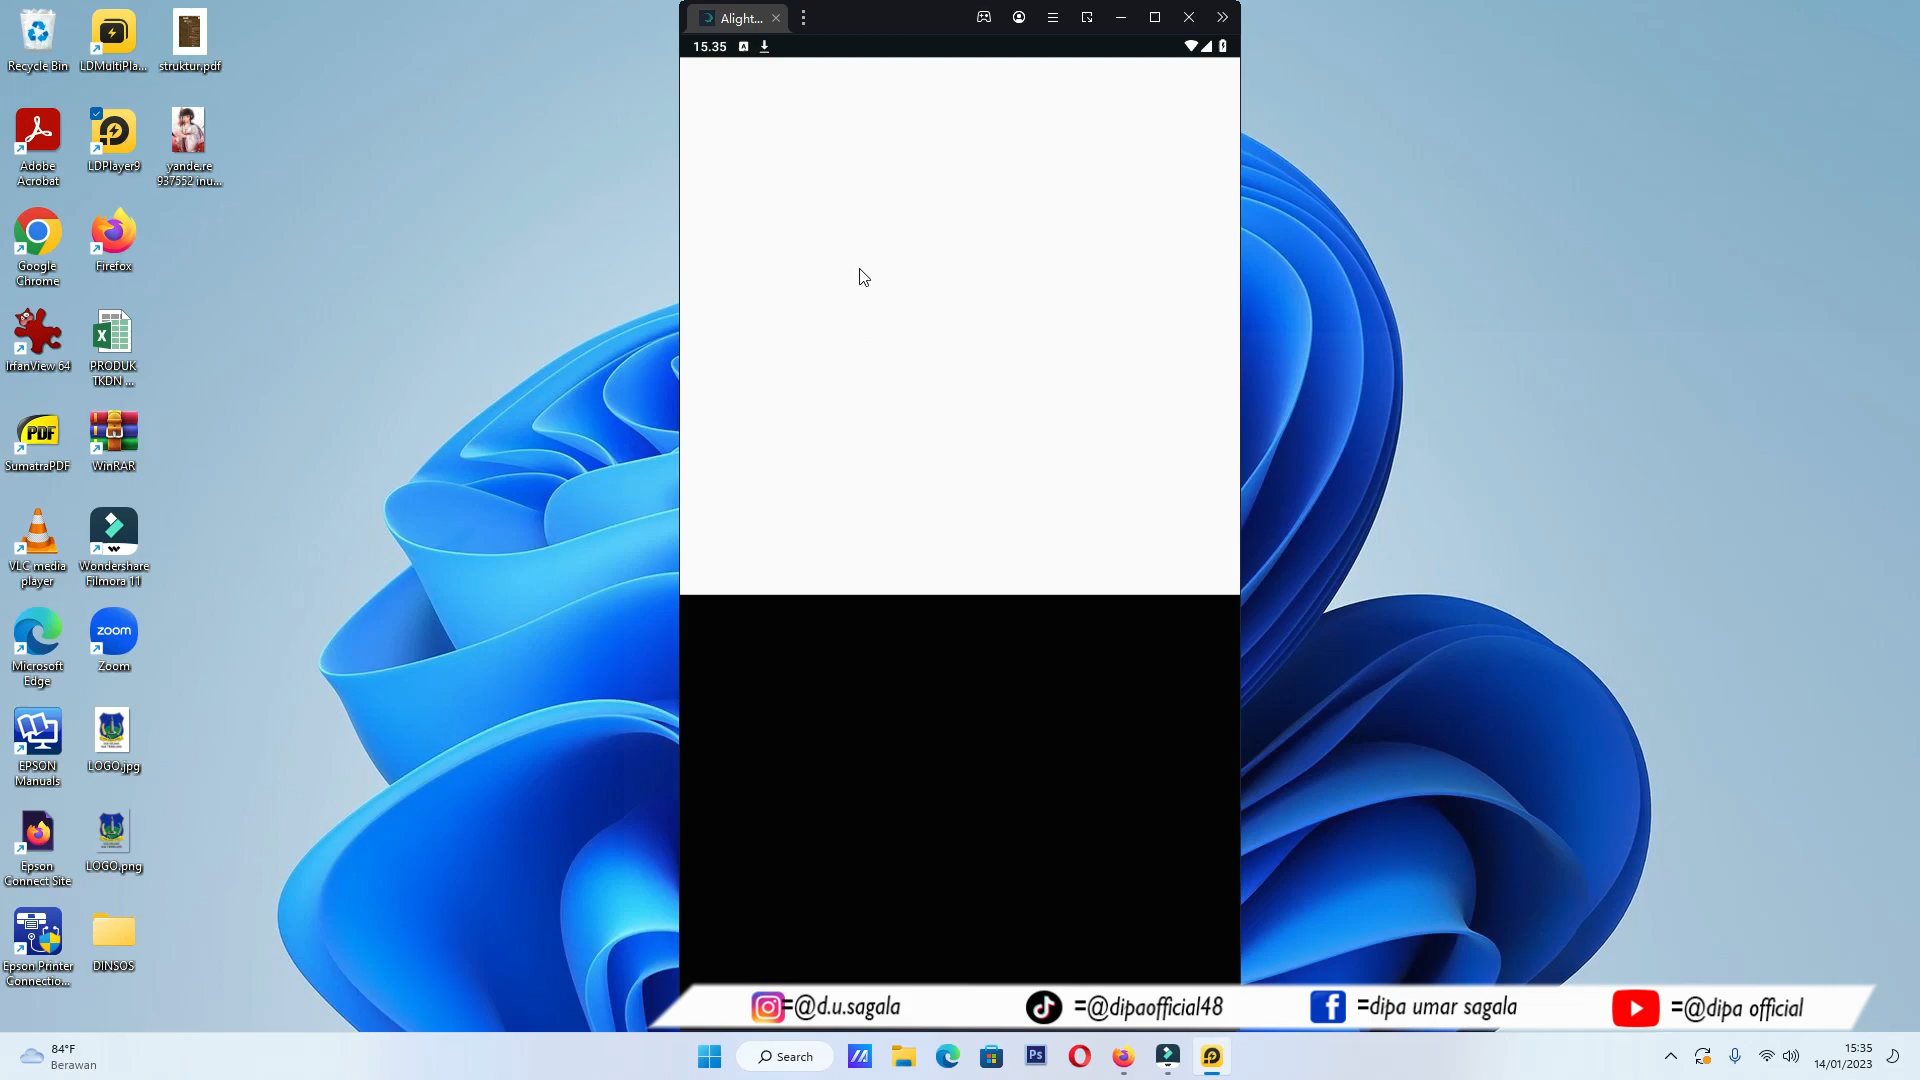 Alight...
15.35
Recycle Bin
LDMultiPla...
struktur.pdf
Adobe
Acrobat
LDPlayer9
yande.re
937552 inu...
Google
Chrome
Firefox
IrfanView 64
PRODUK
TKDN ...
PDF
SumatraPDF
WinRAR
VLC media
player
Wondershare
Filmora 11
Microsoft
Edge
zoom
Zoom
EPSON
Manuals
LOGO.jpg
Epson
Connect Site
LOGO.png
Epson Printer
Connectio...
DINSOS
=@d.u.sagala
=@dipaofficial48
=dipa umar sagala
=@dipa official
84°F
Berawan
Search
Ps
15:35
14/01/2023